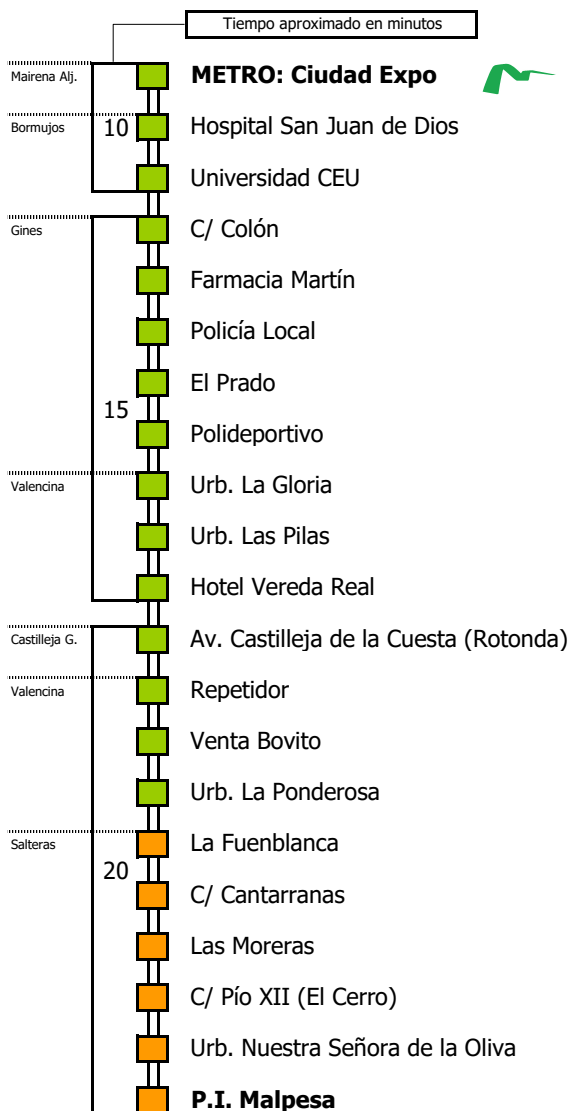 Tiempo aproximado en minutos
Mairena Alj.
METRO: Ciudad Expo
Bormujos
10
Hospital San Juan de Dios
Universidad CEU
Gines
C/ Colón
Farmacia Martín
Policía Local
El Prado
15
Polideportivo
Valencina
Urb. La Gloria
Urb. Las Pilas
Hotel Vereda Real
Castilleja G.
Av. Castilleja de la Cuesta (Rotonda)
Valencina
Repetidor
Venta Bovito
Urb. La Ponderosa
Salteras
La Fuenblanca
20
C/ Cantarranas
Las Moreras
C/ Pío XII (El Cerro)
Urb. Nuestra Señora de la Oliva
P.I. Malpesa